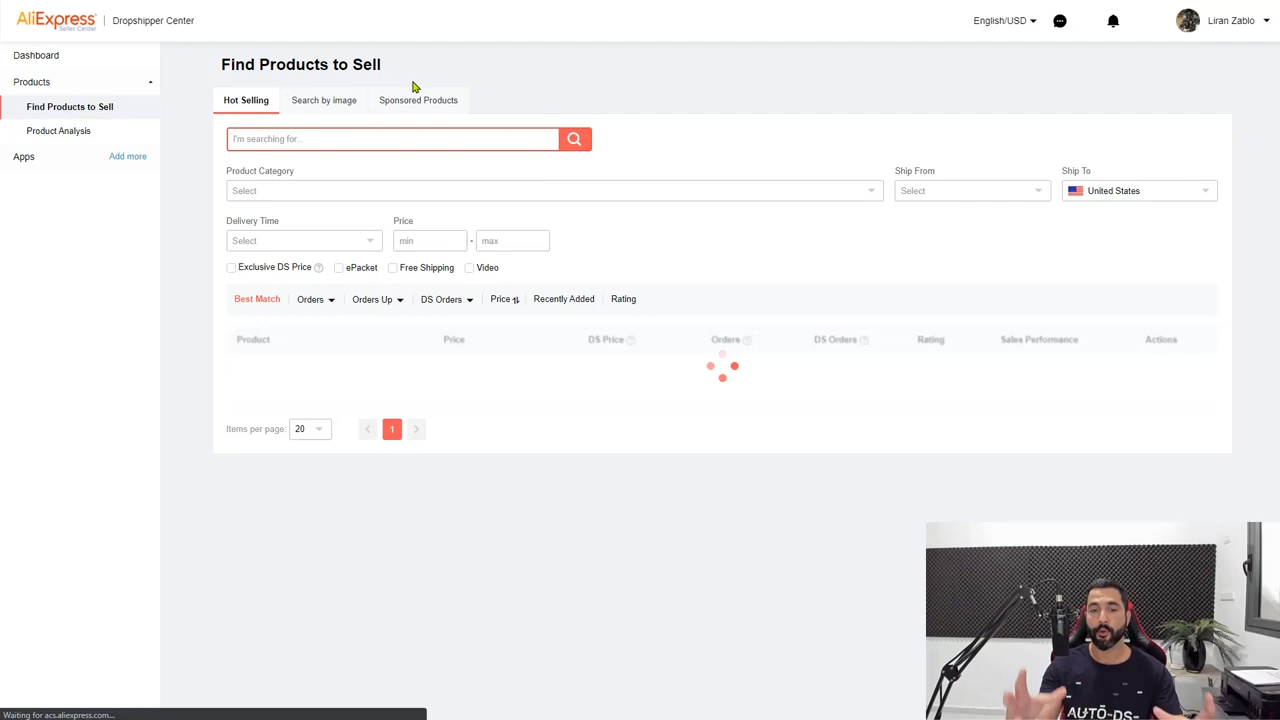 AliExpress
Seller Center
Dropshipper Center
English/USD
Liran Zablo
Dashboard
Products
Find Products to Sell
Product Analysis
Apps
Add more
Find Products to Sell
Hot Selling
Search by image
Sponsored Products
I'm searching for...
Product Category
Ship From
Ship To
Select
Select
United States
Delivery Time
Price
Select
min
-
max
Exclusive DS Price
ePacket
Free Shipping
Video
Best Match
Orders
Orders Up
DS Orders
Price
Recently Added
Rating
Product
Price
DS Price
Orders
DS Orders
Rating
Sales Performance
Actions
Items per page:
20
1
Waiting for acs.aliexpress.com...
AUTO-DS-